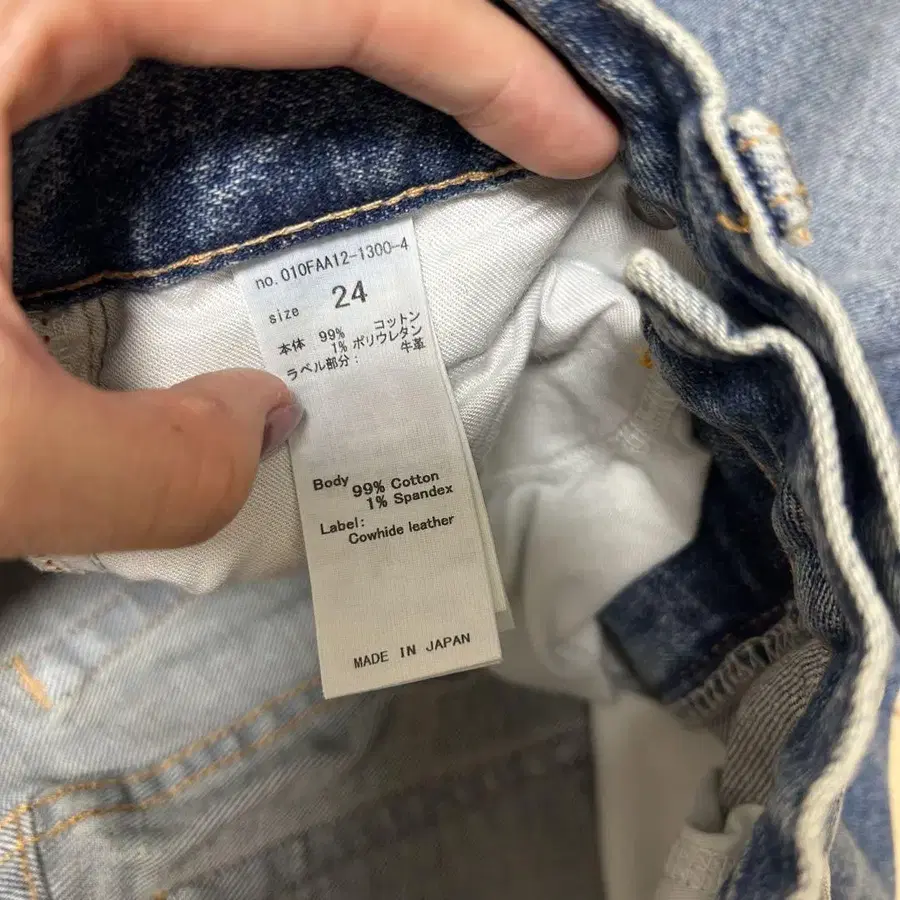 no.010FAA12-1300-4
size 24
本体 99% コットン
1% ポリウレタン
ラベル部分: 牛革
Body 99% Cotton
1% Spandex
Label:
Cowhide leather
MADE IN JAPAN